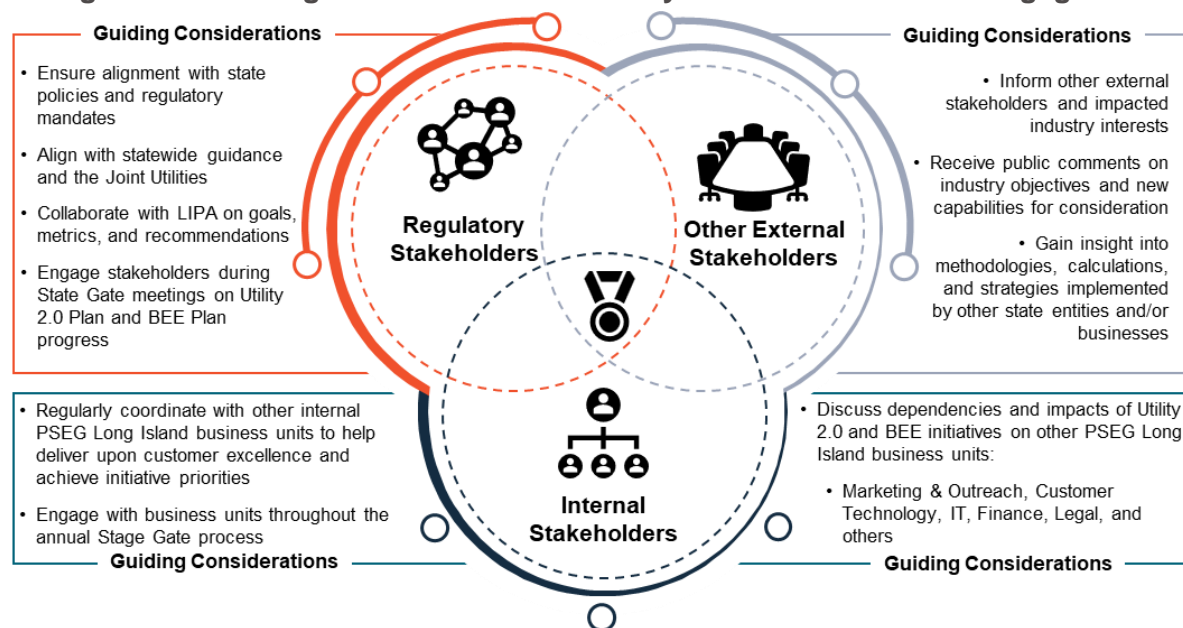 Guiding Considerations
• Ensure alignment with state
policies and regulatory
mandates
• Align with statewide guidance
and the Joint Utilities
• Collaborate with LIPA on goals,
metrics, and recommendations
• Engage stakeholders during
State Gate meetings on Utility
2.0 Plan and BEE Plan
progress
Regulatory
Stakeholders
Other External
Stakeholders
Guiding Considerations
• Inform other external
stakeholders and impacted
industry interests
• Receive public comments on
industry objectives and new
capabilities for consideration
• Gain insight into
methodologies, calculations,
and strategies implemented
by other state entities and/or
businesses
• Regularly coordinate with other internal
PSEG Long Island business units to help
deliver upon customer excellence and
achieve initiative priorities
• Engage with business units throughout the
annual Stage Gate process
Guiding Considerations
Internal
Stakeholders
• Discuss dependencies and impacts of Utility
2.0 and BEE initiatives on other PSEG Long
Island business units:
• Marketing & Outreach, Customer
Technology, IT, Finance, Legal, and
others
Guiding Considerations